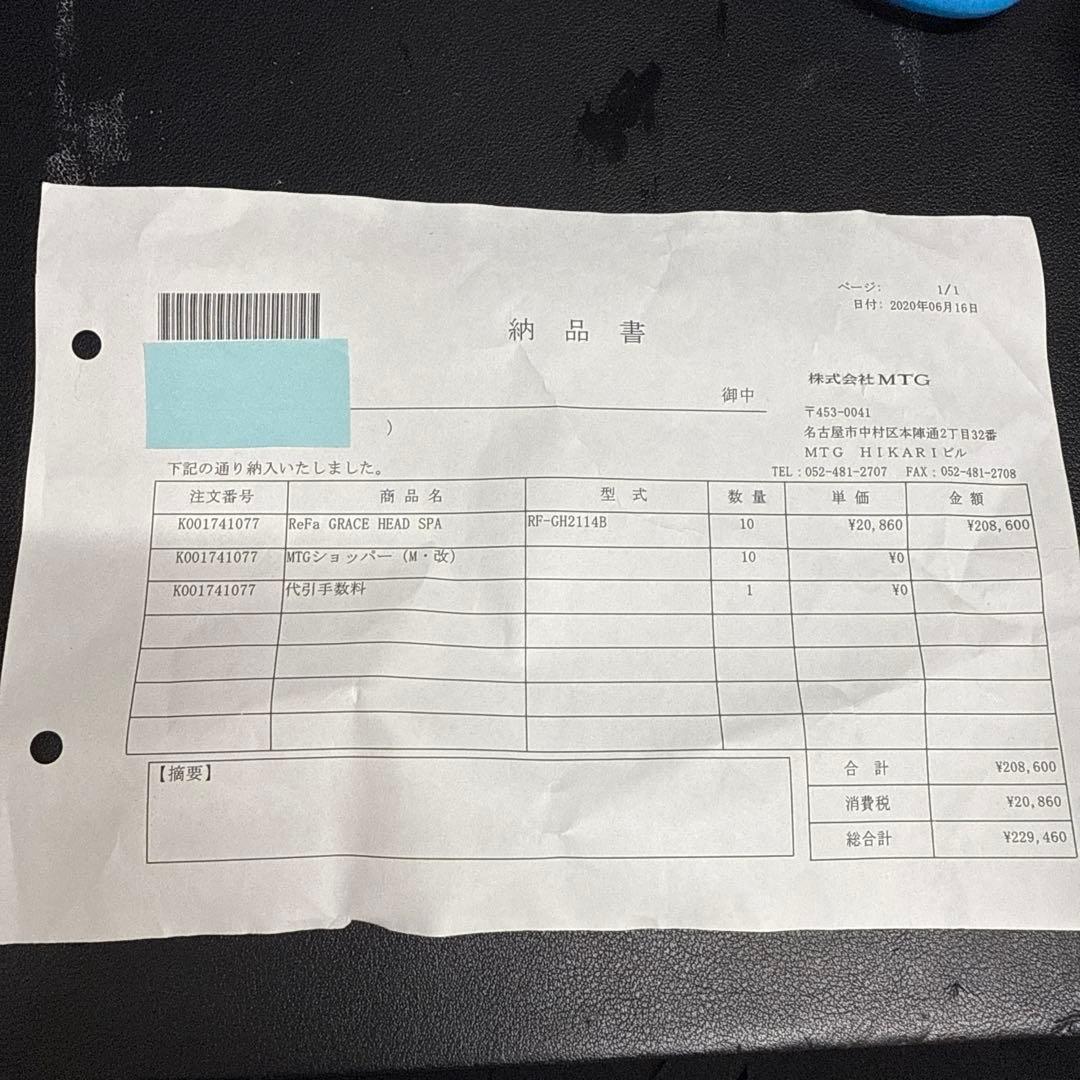 ページ: 1/1
日付: 2020年06月16日
納 品 書
御中
)
株式会社MTG
〒453-0041
名古屋市中村区本陣通2丁目32番
MTG HIKARIビル
TEL:052-481-2707 FAX:052-481-2708
下記の通り納入いたしました。
注文番号 商品名 型式 数量 単価 金額
K001741077 ReFa GRACE HEAD SPA RF-GH2114B 10 ¥20,860 ¥208,600
K001741077 MTGショッパー (M・改) 10 ¥0
K001741077 代引手数料 1 ¥0
【摘要】
合計 ¥208,600
消費税 ¥20,860
総合計 ¥229,460